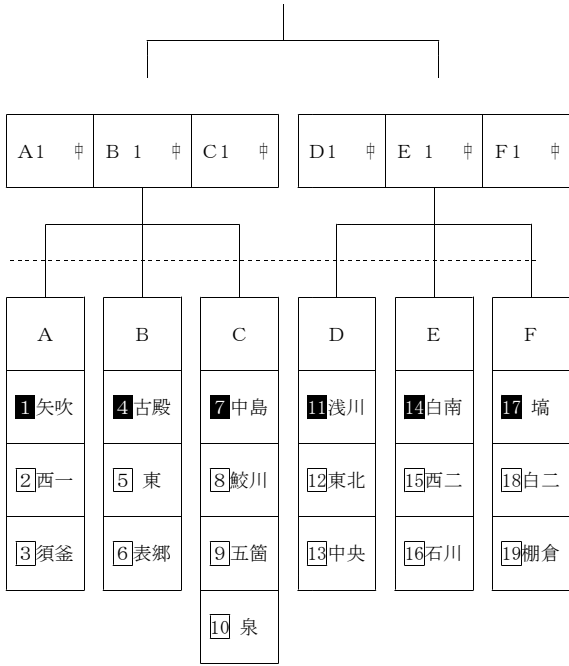 A1 中 B 1 中 C1 中 D1 中 E 1 中 F1 中
A B C D E F
1 矢吹 4 古殿 7 中島 11 浅川 14 白南 17 塙
2 西一 5 東 8 鮫川 12 東北 15 西二 18 白二
3 須釜 6 表郷 9 五箇 13 中央 16 石川 19 棚倉
10 泉